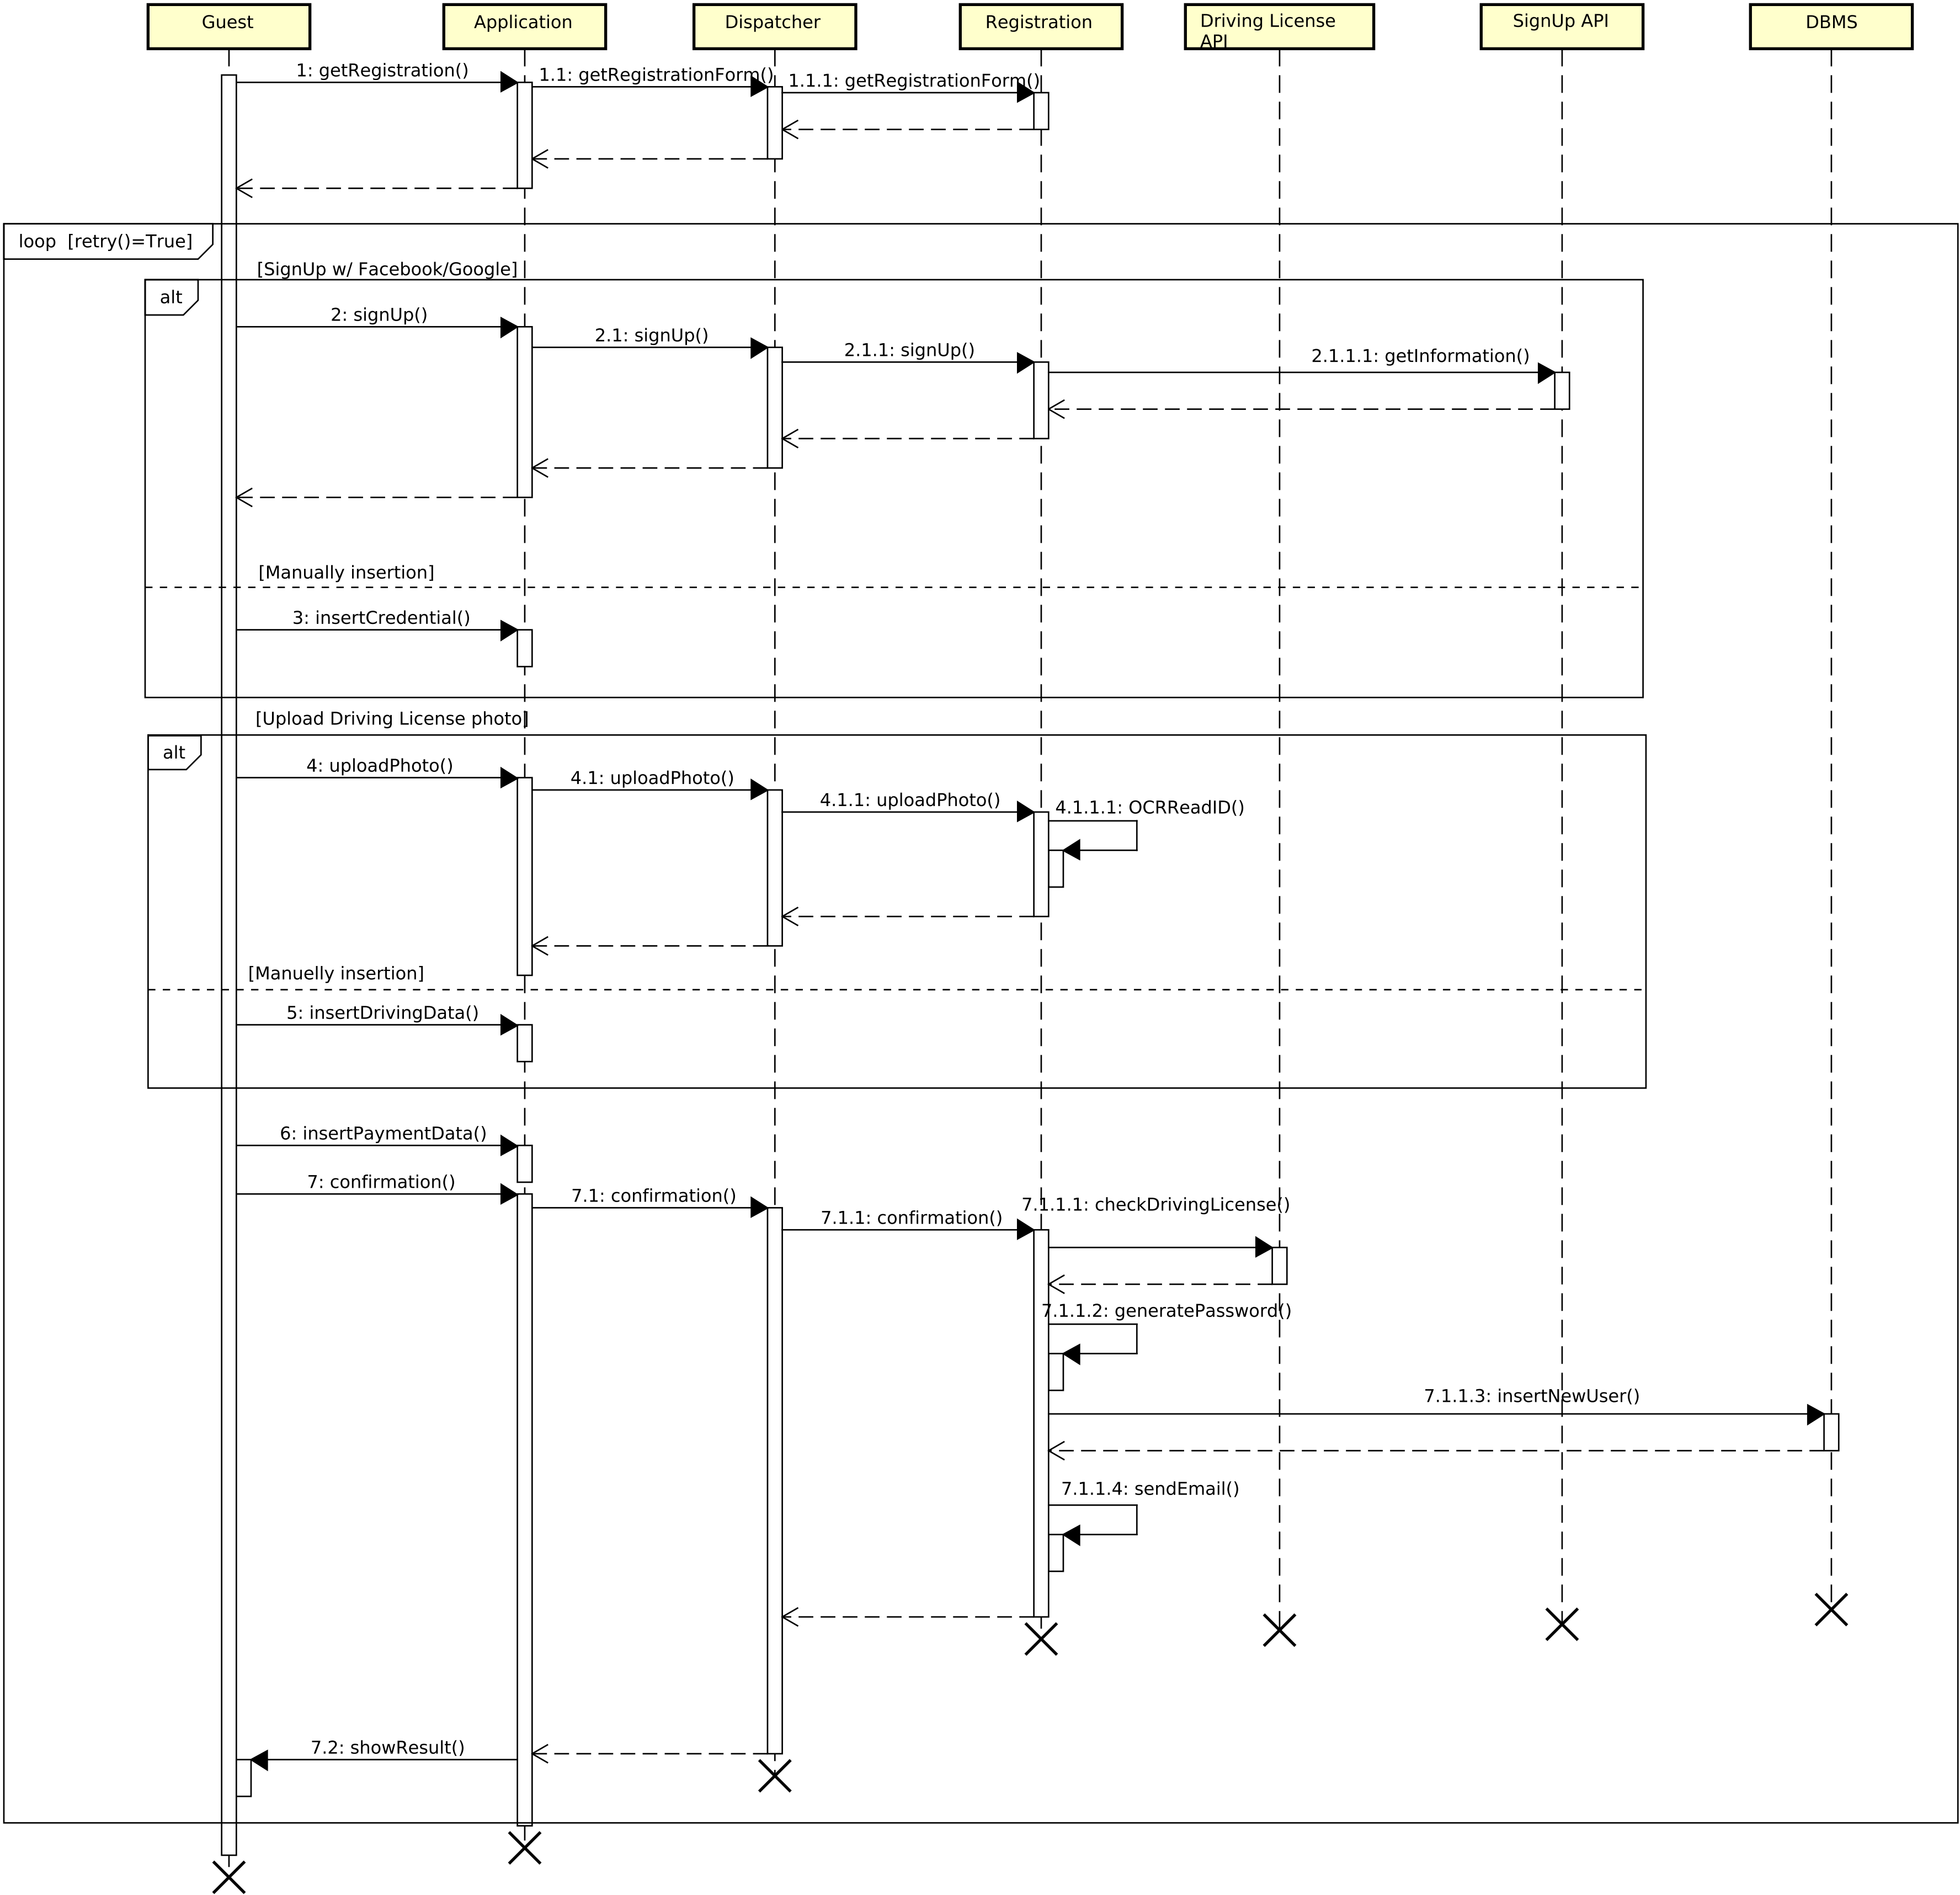 Guest
Application
Dispatcher
Registration
Driving License
API
SignUp API
DBMS
1: getRegistration()
1.1: getRegistrationForm()
1.1.1: getRegistrationForm()
loop [retry()=True]
[SignUp w/ Facebook/Google]
alt
2: signUp()
2.1: signUp()
2.1.1: signUp()
2.1.1.1: getInformation()
[Manually insertion]
3: insertCredential()
[Upload Driving License photo]
alt
4: uploadPhoto()
4.1: uploadPhoto()
4.1.1: uploadPhoto()
4.1.1.1: OCRReadID()
[Manuelly insertion]
5: insertDrivingData()
6: insertPaymentData()
7: confirmation()
7.1: confirmation()
7.1.1: confirmation()
7.1.1.1: checkDrivingLicense()
7.1.1.2: generatePassword()
7.1.1.3: insertNewUser()
7.1.1.4: sendEmail()
7.2: showResult()